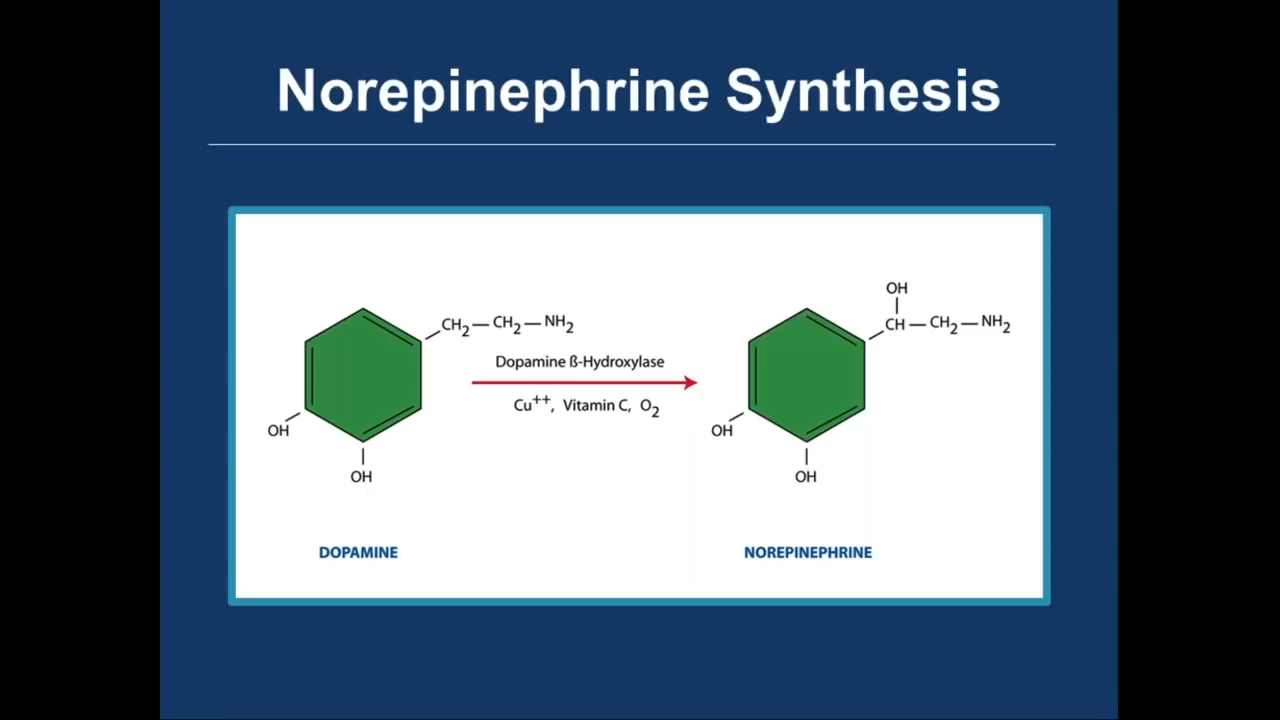 Norepinephrine Synthesis
OH
CH2—CH2—NH2
CH—CH2—NH2
Dopamine ß-Hydroxylase
Cu++, Vitamin C, O2
OH
OH
OH
OH
DOPAMINE
NOREPINEPHRINE